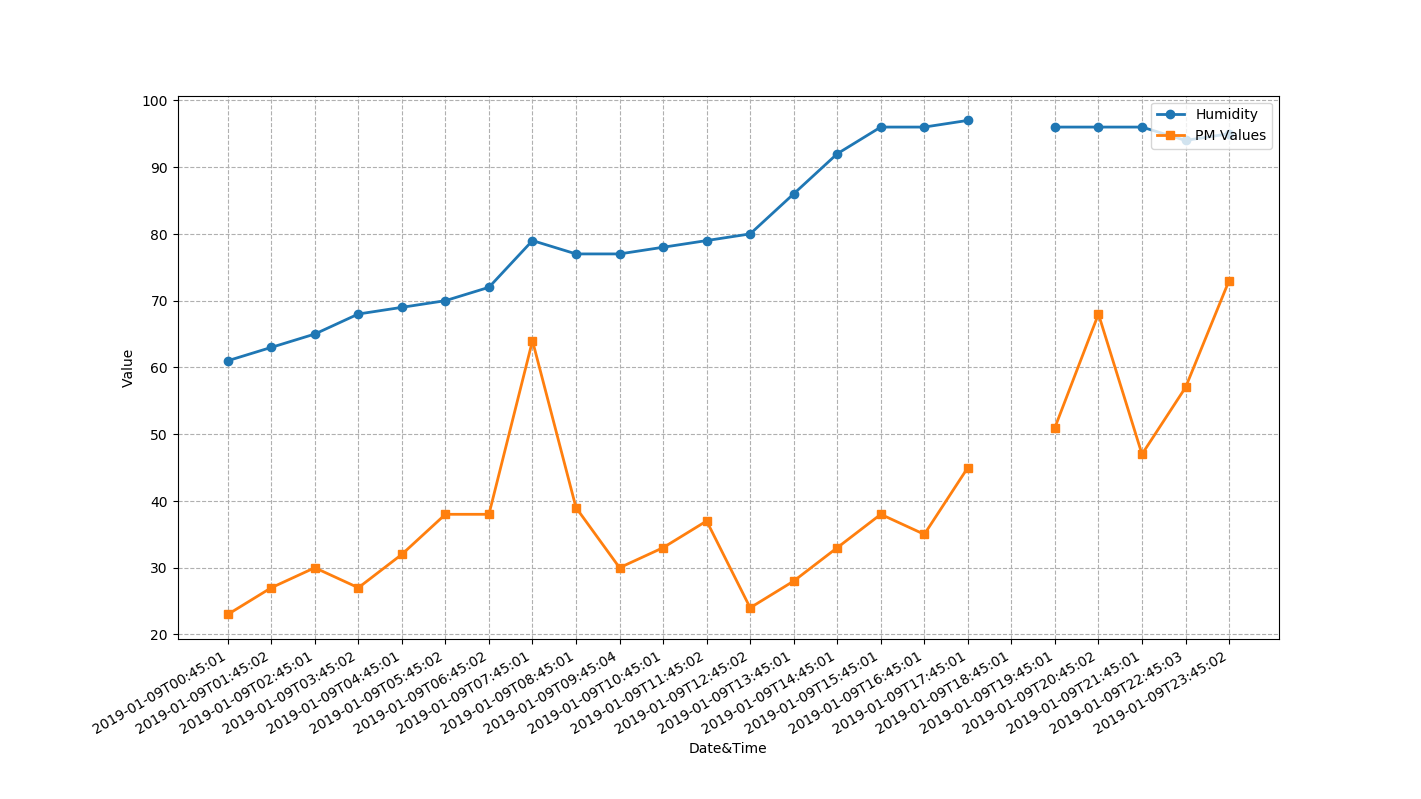 100
90
80
70
60
50
40
30
20
Value
Humidity
PM Values
2019-01-09T00:45:01
2019-01-09T01:45:02
2019-01-09T02:45:01
2019-01-09T03:45:02
2019-01-09T04:45:01
2019-01-09T05:45:02
2019-01-09T06:45:02
2019-01-09T07:45:01
2019-01-09T08:45:01
2019-01-09T09:45:04
2019-01-09T10:45:01
2019-01-09T11:45:02
2019-01-09T12:45:02
2019-01-09T13:45:01
2019-01-09T14:45:01
2019-01-09T15:45:01
2019-01-09T16:45:01
2019-01-09T17:45:01
2019-01-09T18:45:01
2019-01-09T19:45:01
2019-01-09T20:45:02
2019-01-09T21:45:01
2019-01-09T22:45:03
2019-01-09T23:45:02
Date&Time